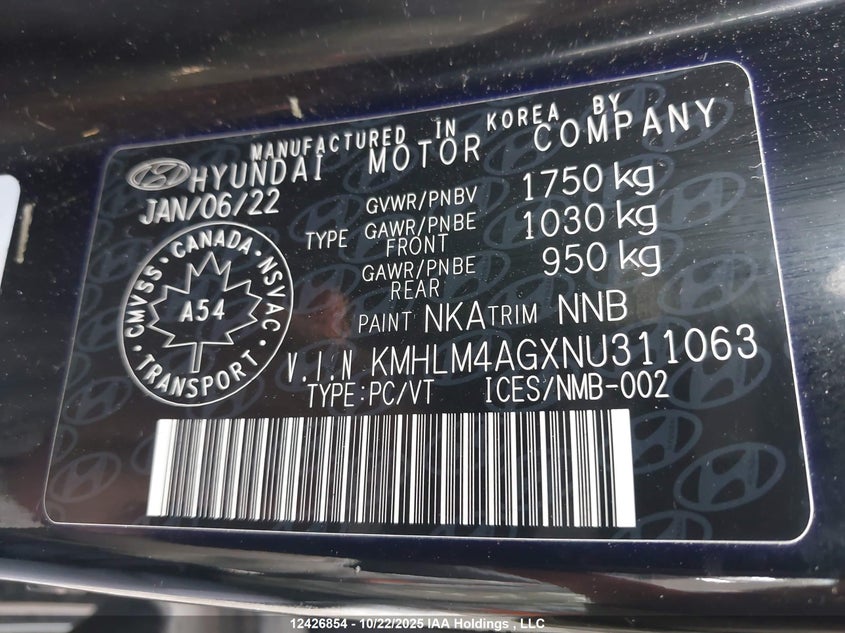 MANUFACTURED IN KOREA BY
HYUNDAI MOTOR COMPANY
JAN/06/22
GVWR/PNBV 1750 kg
TYPE GAWR/PNBE FRONT 1030 kg
GAWR/PNBE REAR 950 kg
CMVSS · CANADA · NSVAC
A54
TRANSPORT
PAINT NKA TRIM NNB
V.I.N KMHLM4AGXNU311063
TYPE:PC/VT ICES/NMB-002
12426854 - 10/22/2025 IAA Holdings , LLC